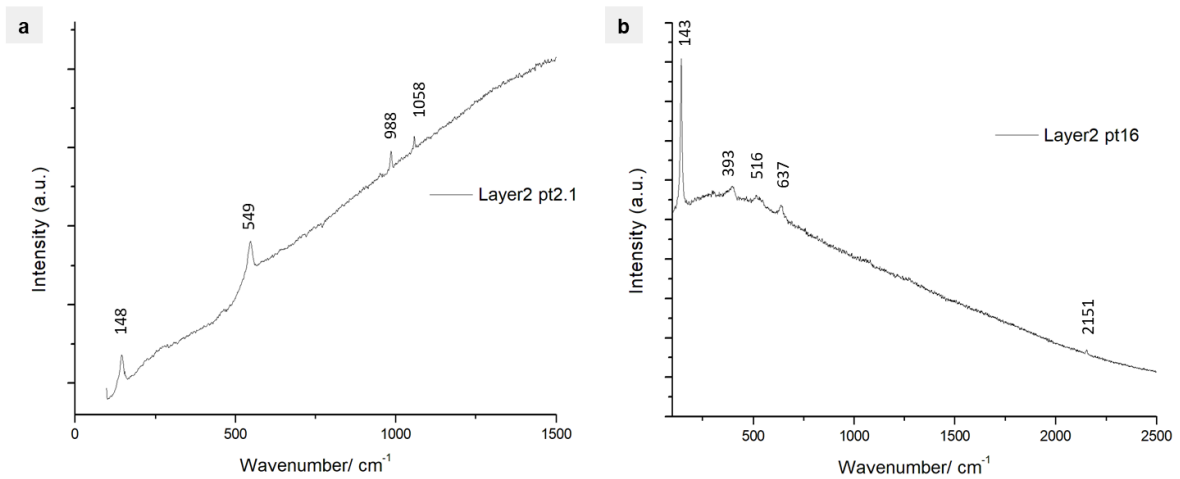 a
148
549
988
1058
Layer2 pt2.1
Intensity (a.u.)
0
500
1000
1500
Wavenumber/ cm⁻¹
b
143
393
516
637
2151
Layer2 pt16
Intensity (a.u.)
500
1000
1500
2000
2500
Wavenumber/ cm⁻¹